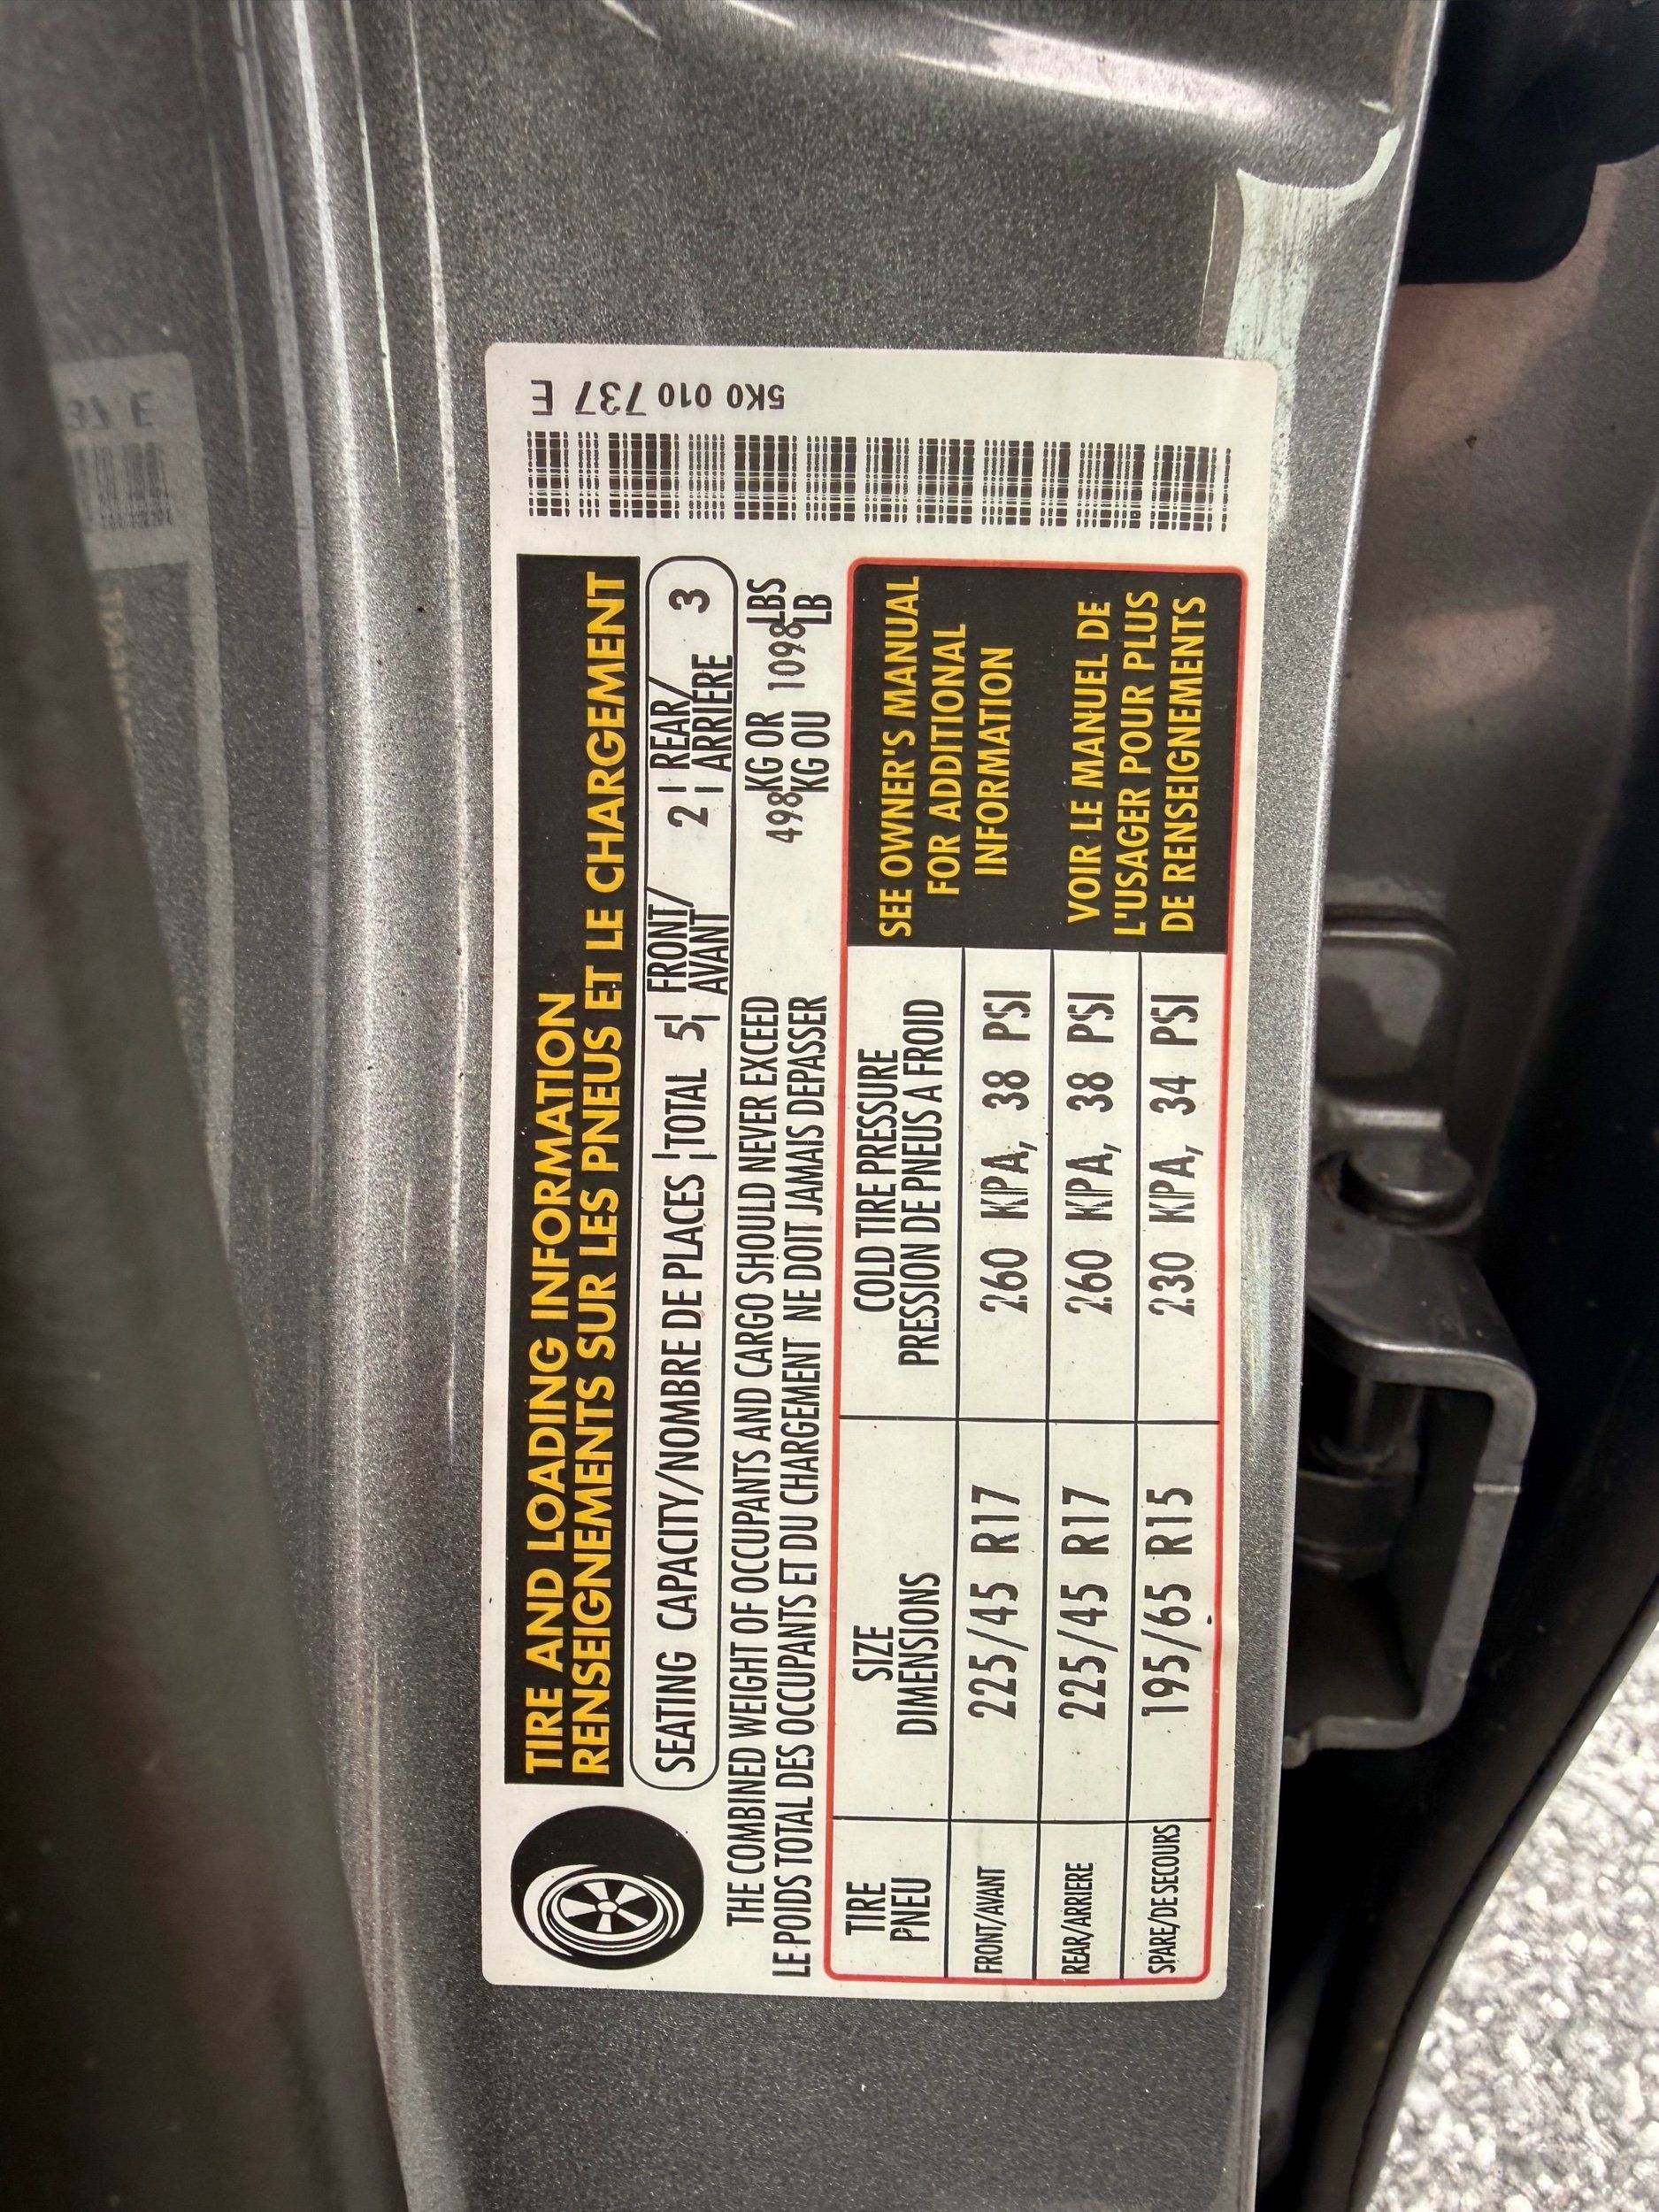 TIRE AND LOADING INFORMATION
RENSEIGNEMENTS SUR LES PNEUS ET LE CHARGEMENT
SEATING CAPACITY/NOMBRE DE PLACES TOTAL 5 FRONT/AVANT 2 REAR/ARRIÈRE 3
THE COMBINED WEIGHT OF OCCUPANTS AND CARGO SHOULD NEVER EXCEED 498 KG OR 1098 LBS
LE POIDS TOTAL DES OCCUPANTS ET DU CHARGEMENT NE DOIT JAMAIS DEPASSER KG OU LB
TIRE SIZE COLD TIRE PRESSURE
PNEU DIMENSIONS PRESSION DE PNEUS A FROID
FRONT/AVANT 225/45 R17 260 KPA, 38 PSI
REAR/ARRIERE 225/45 R17 260 KPA, 38 PSI
SPARE/DE SECOURS 195/65 R15 230 KPA, 34 PSI
SEE OWNER'S MANUAL
FOR ADDITIONAL
INFORMATION
VOIR LE MANUEL DE
L'USAGER POUR PLUS
DE RENSEIGNEMENTS
5K0 010 737 E
37 E